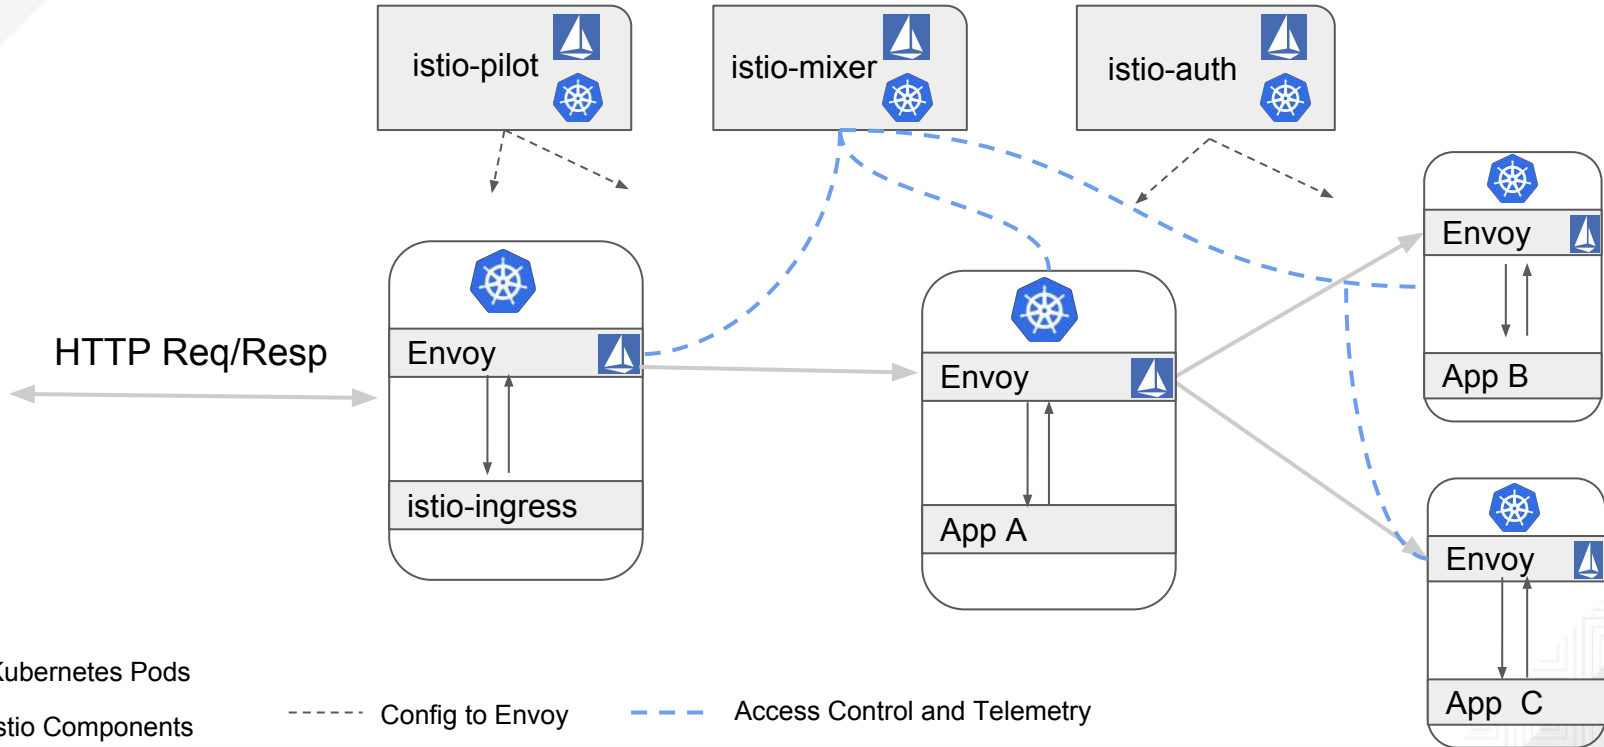 istio-pilot
istio-mixer
istio-auth
Envoy
App B
HTTP Req/Resp
Envoy
istio-ingress
Envoy
App A
Envoy
App C
Kubernetes Pods
stio Components
Config to Envoy
Access Control and Telemetry